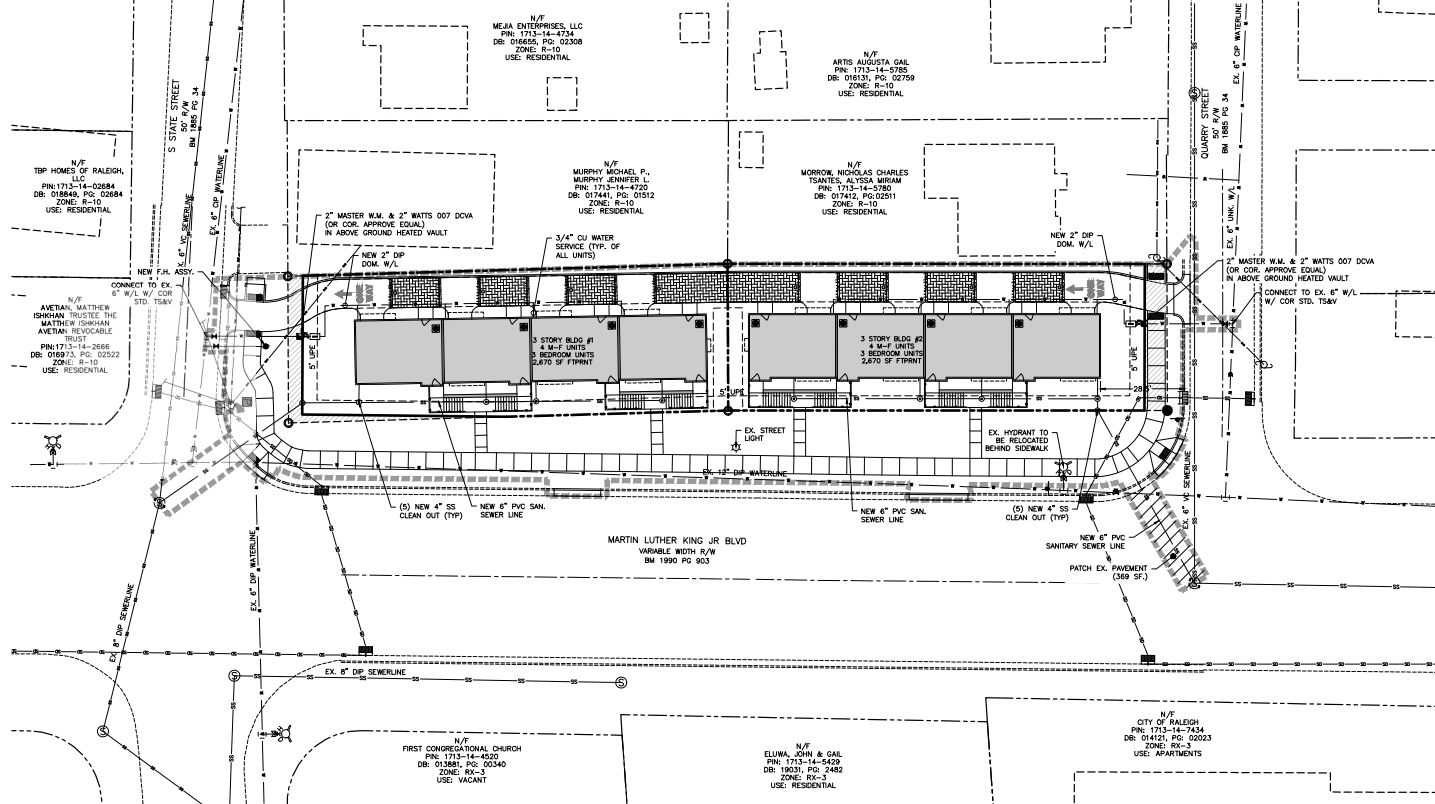 N/F
MEJIA ENTERPRISES, LLC
PIN: 1713-14-4734
DB: 016655, PG: 02308
ZONE: R-10
USE: RESIDENTIAL
N/F
ARTIS AUGUSTA GAIL
PIN: 1713-14-5785
DB: 016131, PG: 02759
ZONE: R-10
USE: RESIDENTIAL
S STATE STREET
50' R/W
BM 1885 PG 34
EX. 6" CIP WATERLINE
EX. 6" VC SEWERLINE
QUARRY STREET
50' R/W
BM 1885 PG 34
EX. 6" CIP WATERLINE
EX. 6" UNK. W/L
N/F
TBP HOMES OF RALEIGH,
LLC
PIN:1713-14-02684
DB: 018849, PG: 02684
ZONE: R-10
USE: RESIDENTIAL
N/F
MURPHY MICHAEL P.,
MURPHY JENNIFER L.
PIN: 1713-14-4720
DB: 017441, PG: 01512
ZONE: R-10
USE: RESIDENTIAL
N/F
MORROW, NICHOLAS CHARLES
TSANTES, ALYSSA MIRIAM
PIN: 1713-14-5780
DB: 017412, PG:02511
ZONE: R-10
USE: RESIDENTIAL
2" MASTER W.M. & 2" WATTS 007 DCVA
(OR COR. APPROVE EQUAL)
IN ABOVE GROUND HEATED VAULT
NEW 2" DIP
DOM. W/L
3/4" CU WATER
SERVICE (TYP. OF
ALL UNITS)
NEW 2" DIP
DOM. W/L
2" MASTER W.M. & 2" WATTS 007 DCVA
(OR COR. APPROVE EQUAL)
IN ABOVE GROUND HEATED VAULT
CONNECT TO EX. 6" W/L
W/ COR STD. TS&V
NEW F.H. ASSY.
CONNECT TO EX.
6" W/L W/ COR
STD. TS&V
N/F
AVETIAN, MATTHEW
ISHKHAN TRUSTEE THE
MATTHEW ISHKHAN
AVETIAN REVOCABLE
TRUST
PIN:1713-14-2666
DB: 016973, PG: 02522
ZONE: R-10
USE: RESIDENTIAL
ONE
WAY
ONE
WAY
3 STORY BLDG #1
4 M-F UNITS
3 BEDROOM UNITS
2,670 SF FTPRNT
3 STORY BLDG #2
4 M-F UNITS
3 BEDROOM UNITS
2,670 SF FTPRNT
5' UPE
5' UPE
5' UPE
EX. STREET
LIGHT
EX. HYDRANT TO
BE RELOCATED
BEHIND SIDEWALK
EX. 12" DIP WATERLINE
EX. 6" VC SEWERLINE
(5) NEW 4" SS
CLEAN OUT (TYP)
NEW 6" PVC SAN.
SEWER LINE
NEW 6" PVC SAN.
SEWER LINE
(5) NEW 4" SS
CLEAN OUT (TYP)
NEW 6" PVC
SANITARY SEWER LINE
PATCH EX. PAVEMENT
(369 SF.)
MARTIN LUTHER KING JR BLVD
VARIABLE WIDTH R/W
BM 1990 PG 903
EX. 6" DIP WATERLINE
EX. 8" DIP SEWERLINE
EX. 8" DIP SEWERLINE
N/F
FIRST CONGREGATIONAL CHURCH
PIN: 1713-14-4520
DB: 013881, PG: 00340
ZONE: RX-3
USE: VACANT
N/F
ELUWA, JOHN & GAIL
PIN: 1713-14-5429
DB: 19031, PG: 2482
ZONE: RX-3
USE: RESIDENTIAL
N/F
CITY OF RALEIGH
PIN: 1713-14-7434
DB: 014121, PG: 02023
ZONE: RX-3
USE: APARTMENTS